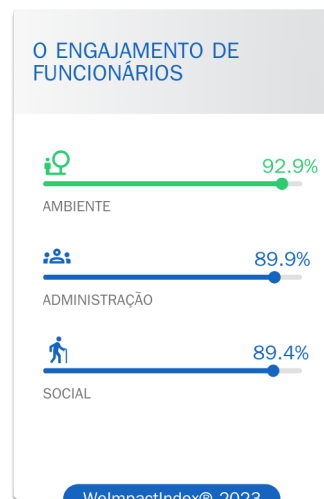 O ENGAJAMENTO DE
FUNCIONÁRIOS
92.9%
AMBIENTE
89.9%
ADMINISTRAÇÃO
89.4%
SOCIAL
WeImpactIndex® 2023